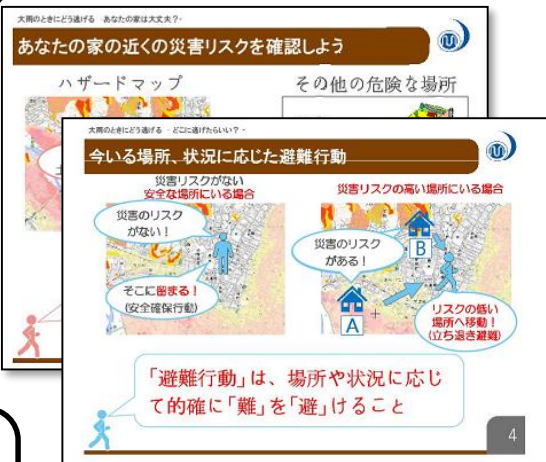 大雨のときにどう逃げる -あなたの家は大丈夫？-
あなたの家の近くの災害リスクを確認しよう
ハザードマップ
その他の危険な場所
大雨のときにどう逃げる - どこに逃げたらいい？ -
今いる場所、状況に応じた避難行動
災害リスクがない
安全な場所にいる場合
災害のリスク
がない！
そこに留まる！
(安全確保行動)
災害リスクの高い場所にいる場合
災害のリスク
がある！
B
A
リスクの低い
場所へ移動！
(立ち退き避難)
「避難行動」は、場所や状況に応じ
て的確に「難」を「避」けること
4